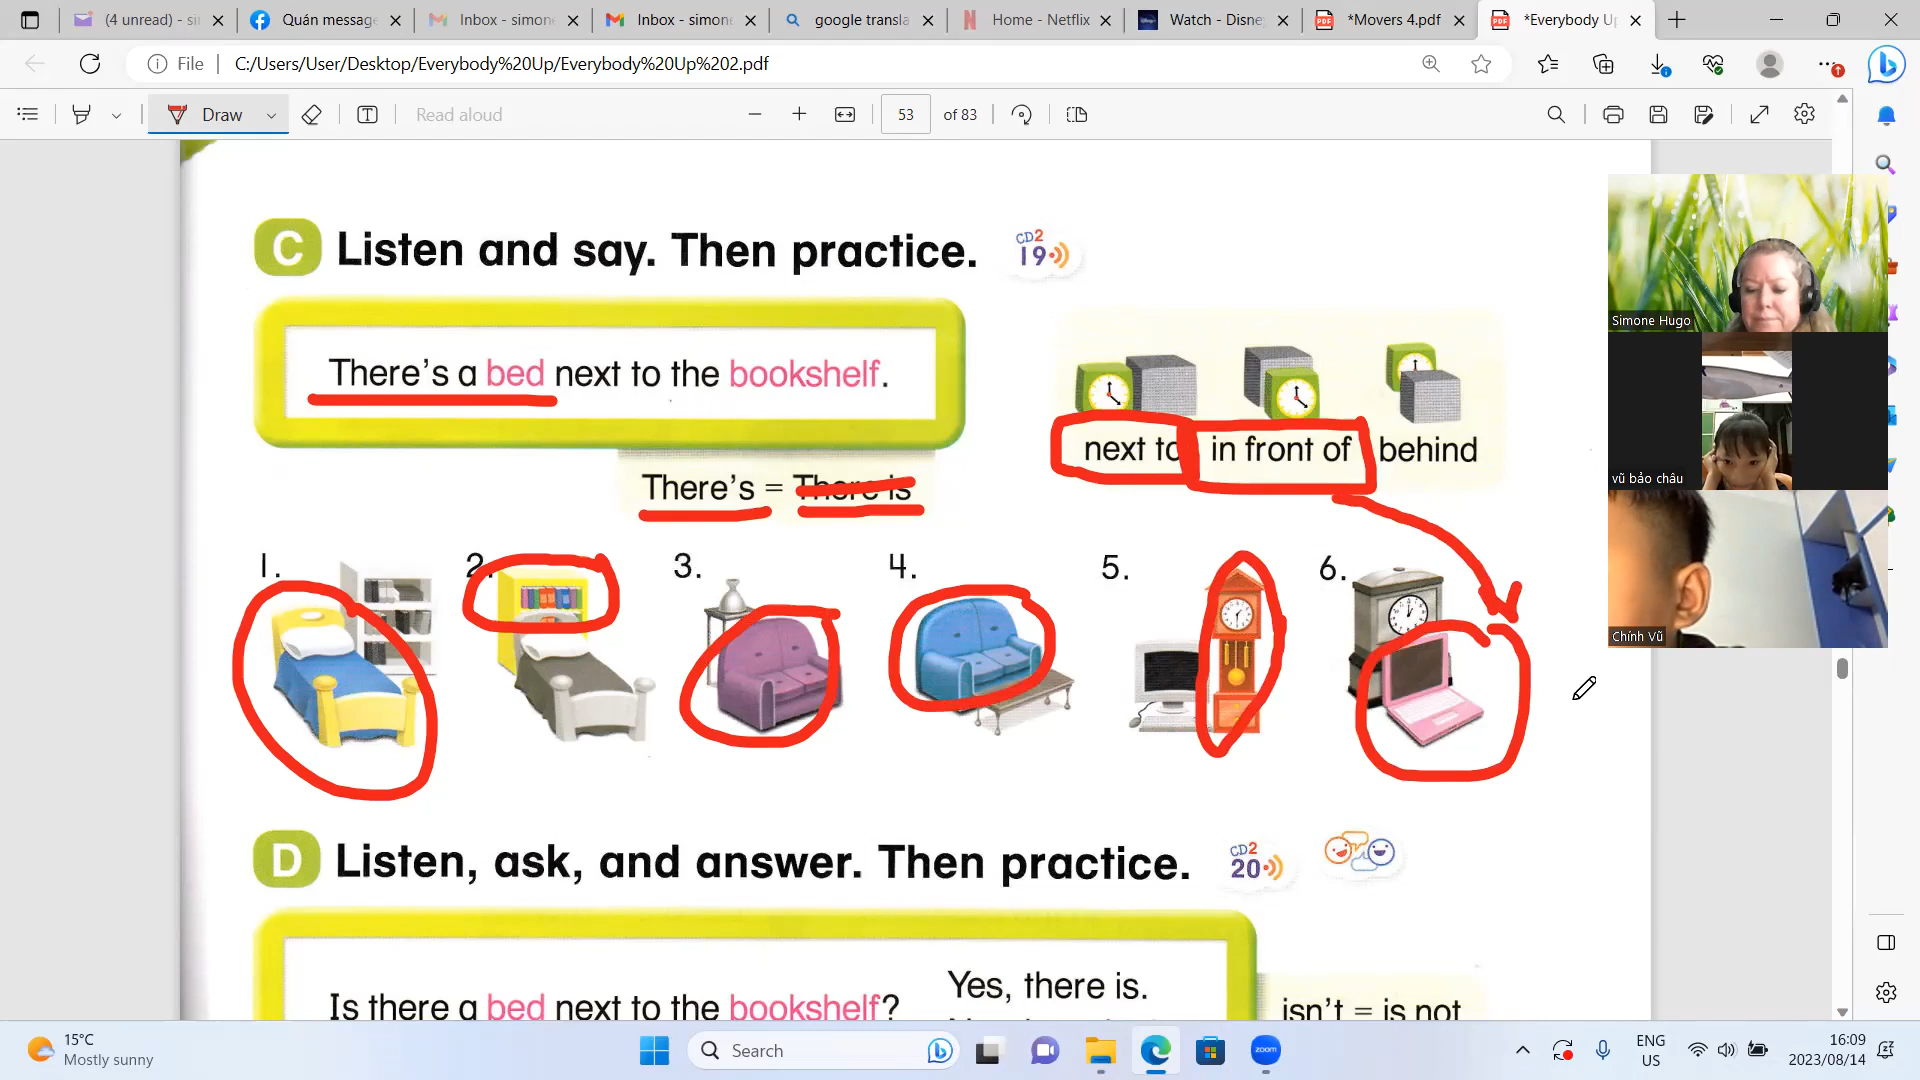 (4 unread) - si
Quán message
Inbox - simone
Inbox - simone
google transla
Home - Netflix
Watch - Disne
*Movers 4.pdf
*Everybody Up
File
C:/Users/User/Desktop/Everybody%20Up/Everybody%20Up%202.pdf
Draw
Read aloud
53
of 83
C Listen and say. Then practice.
CD2
19
There's a bed next to the bookshelf.
There's = There is
next to
in front of
behind
1.
2.
3.
4.
5.
6.
D Listen, ask, and answer. Then practice.
CD2
20
Is there a bed next to the bookshelf?
Yes, there is.
isn't = is not
Simone Hugo
vũ bảo châu
Chính Vũ
15°C
Mostly sunny
Search
zoom
ENG
US
16:09
2023/08/14